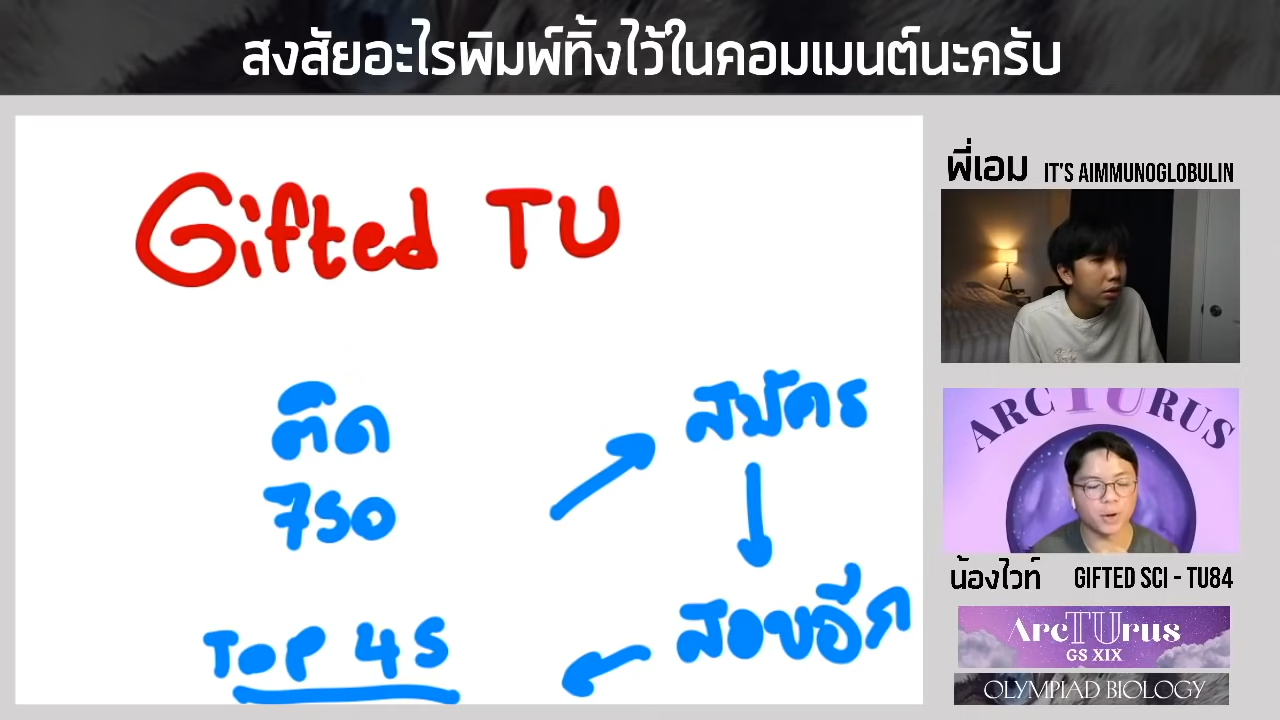 สงสัยอะไรพิมพ์ทิ้งไว้ในคอมเมนต์นะครับ
Gifted TU
ติด
750
สมัคร
สอบอีก
Top 45
พี่เอม IT'S AIMMUNOGLOBULIN
ARCTURUS
น้องไวท์ GIFTED SCI - TU84
ArcTUrus
GS XIX
OLYMPIAD BIOLOGY